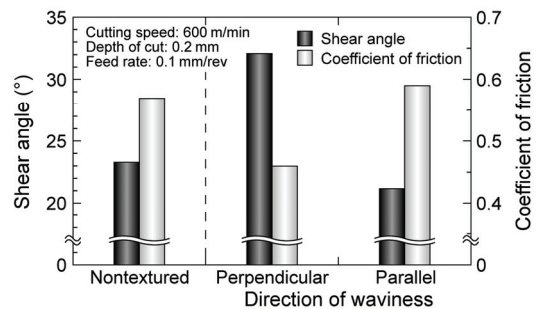 Cutting speed: 600 m/min
Depth of cut: 0.2 mm
Feed rate: 0.1 mm/rev
Shear angle
Coefficient of friction
Shear angle (°)
35
30
25
20
0
Coefficient of friction
0.7
0.6
0.5
0.4
0
Nontextured Perpendicular Parallel
Direction of waviness